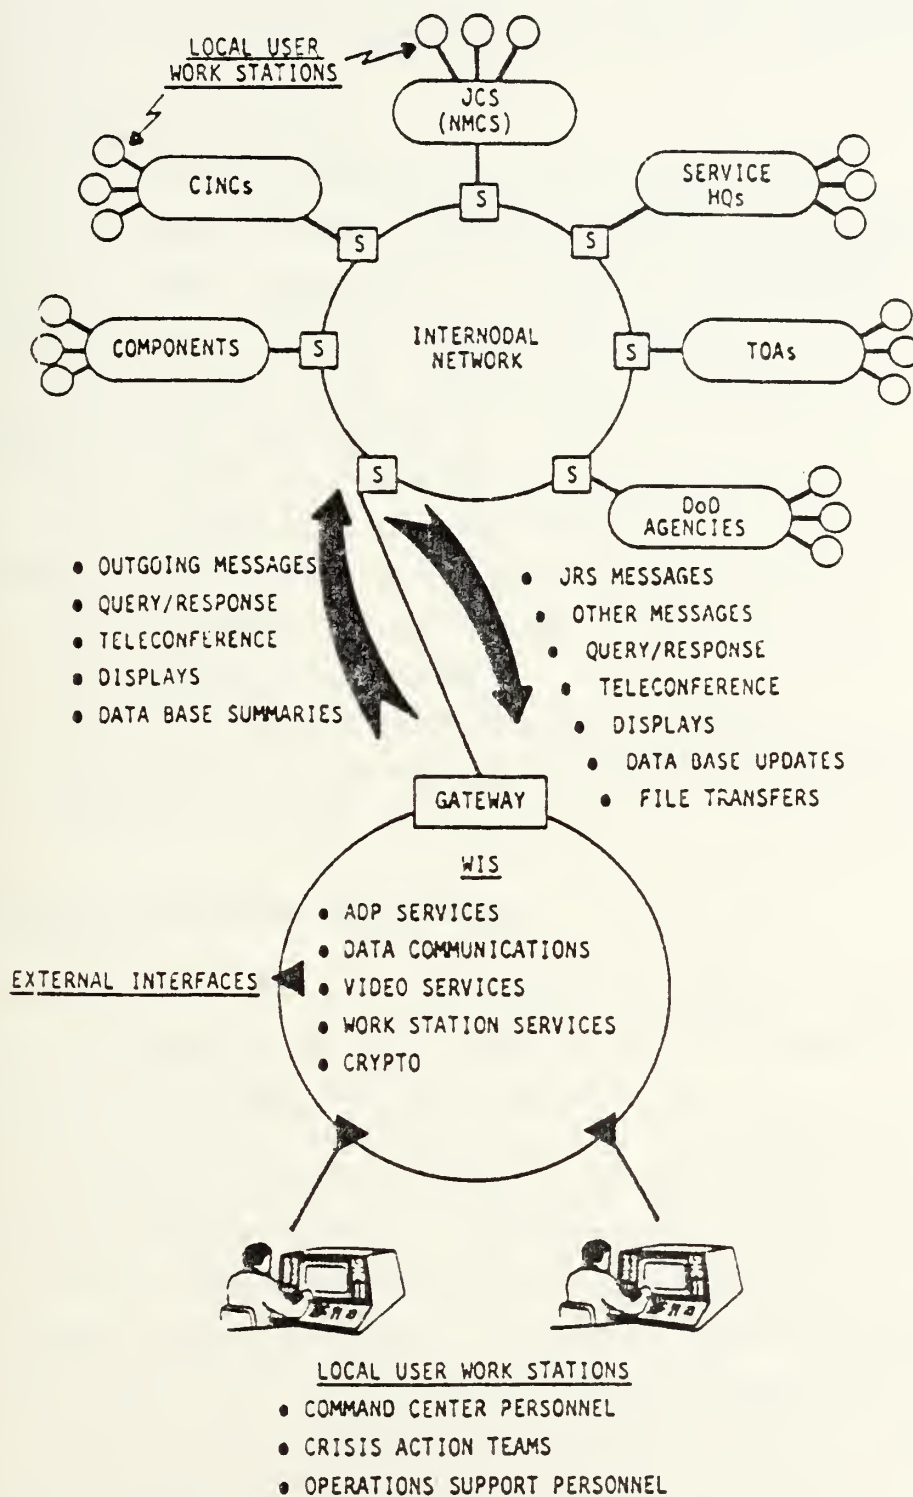 LOCAL USER
WORK STATIONS
JCS
(NMCS)
CINCs
SERVICE
HQs
S
S
S
COMPONENTS
S
INTERNODAL
NETWORK
S
TOAs
S
S
DoD
AGENCIES
• OUTGOING MESSAGES
• QUERY/RESPONSE
• TELECONFERENCE
• DISPLAYS
• DATA BASE SUMMARIES
• JRS MESSAGES
• OTHER MESSAGES
• QUERY/RESPONSE
• TELECONFERENCE
• DISPLAYS
• DATA BASE UPDATES
• FILE TRANSFERS
GATEWAY
WIS
• ADP SERVICES
• DATA COMMUNICATIONS
• VIDEO SERVICES
• WORK STATION SERVICES
• CRYPTO
EXTERNAL INTERFACES
LOCAL USER WORK STATIONS
• COMMAND CENTER PERSONNEL
• CRISIS ACTION TEAMS
• OPERATIONS SUPPORT PERSONNEL